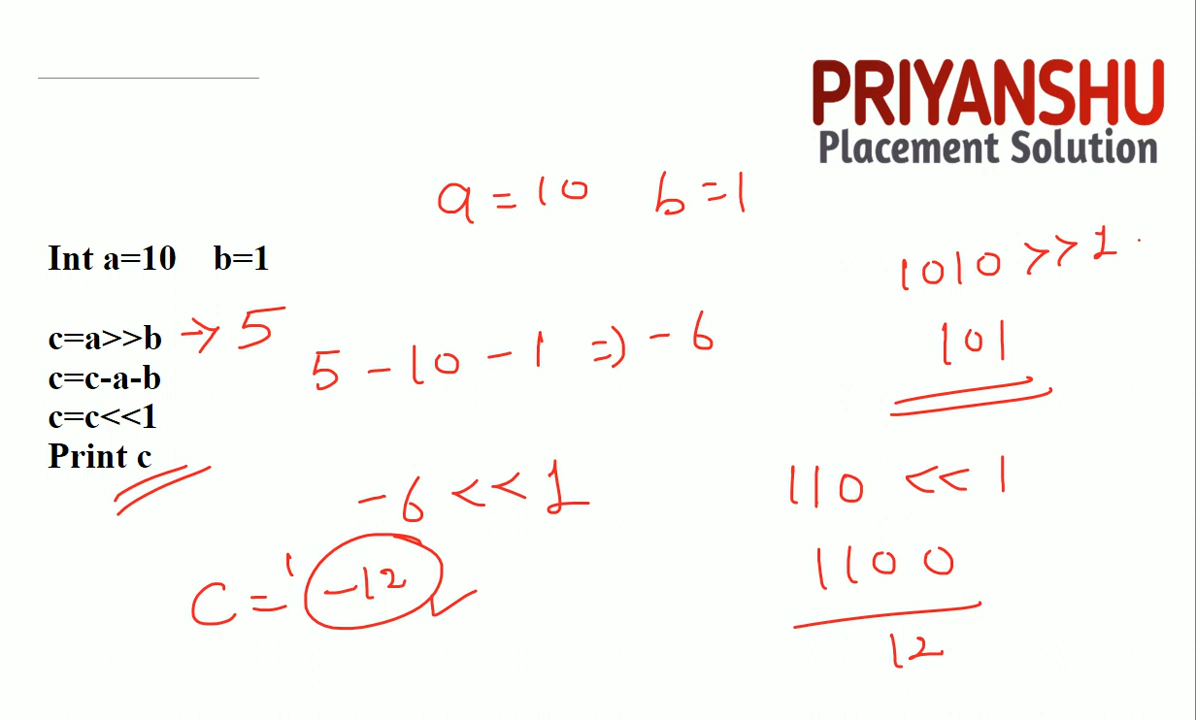 PRIYANSHU
Placement Solution
a = 10 b = 1
Int a=10 b=1
1010 >> 1
c=a>>b → 5
101
5 - 10 - 1 => - 6
c=c-a-b
c=c<<1
Print c
- 6 << 1
110 << 1
1100
c = -12
12